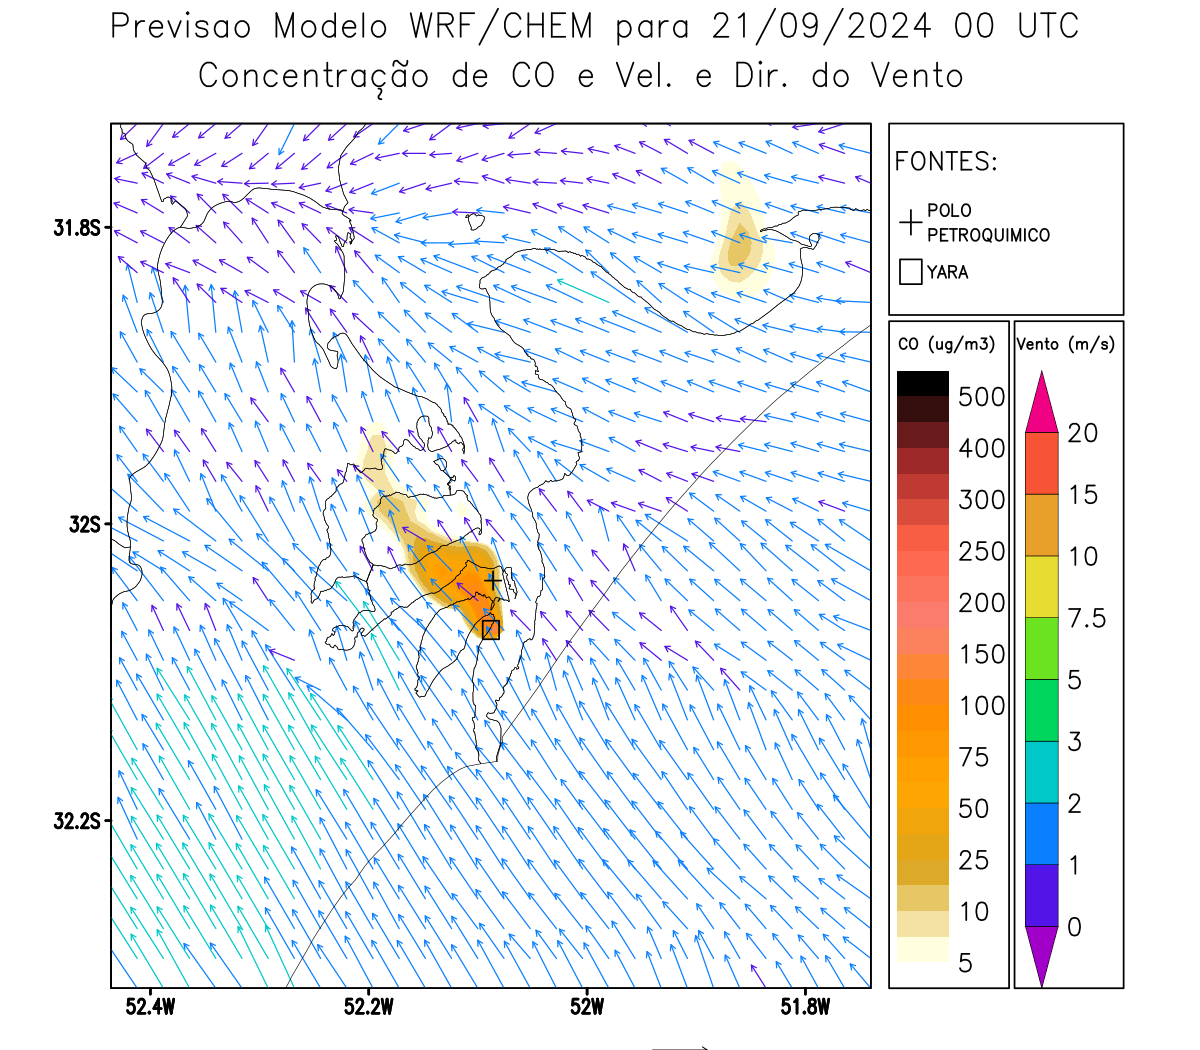 Previsao Modelo WRF/CHEM para 21/09/2024 00 UTC
Concentração de CO e Vel. e Dir. do Vento
FONTES:
POLO
PETROQUIMICO
YARA
CO (ug/m3)
500
400
300
250
200
150
100
75
50
25
10
5
Vento (m/s)
20
15
10
7.5
5
3
2
1
0
31.8S
32S
32.2S
52.4W
52.2W
52W
51.8W